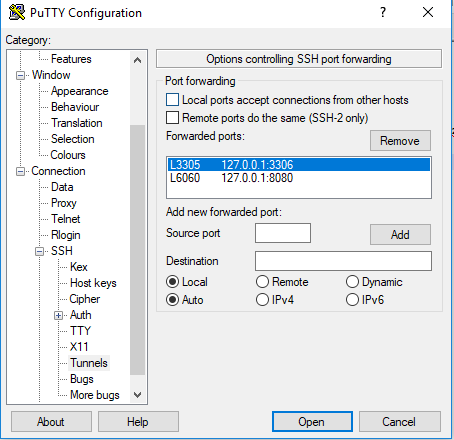 PuTTY Configuration
?
Category:
Features
Window
Appearance
Behaviour
Translation
Selection
Colours
Connection
Data
Proxy
Telnet
Rlogin
SSH
Kex
Host keys
Cipher
Auth
TTY
X11
Tunnels
Bugs
More bugs
Options controlling SSH port forwarding
Port forwarding
Local ports accept connections from other hosts
Remote ports do the same (SSH-2 only)
Forwarded ports:
Remove
L3305 127.0.0.1:3306
L6060 127.0.0.1:8080
Add new forwarded port:
Source port
Add
Destination
Local Remote Dynamic
Auto IPv4 IPv6
About Help Open Cancel